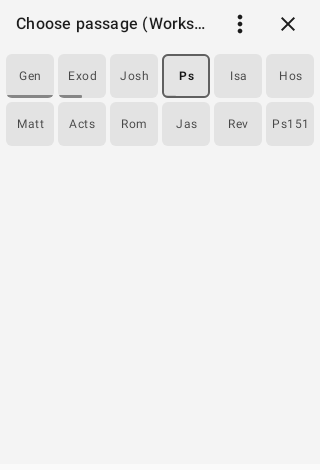 Choose passage (Works…
Gen Exod Josh Ps Isa Hos
Matt Acts Rom Jas Rev Ps151